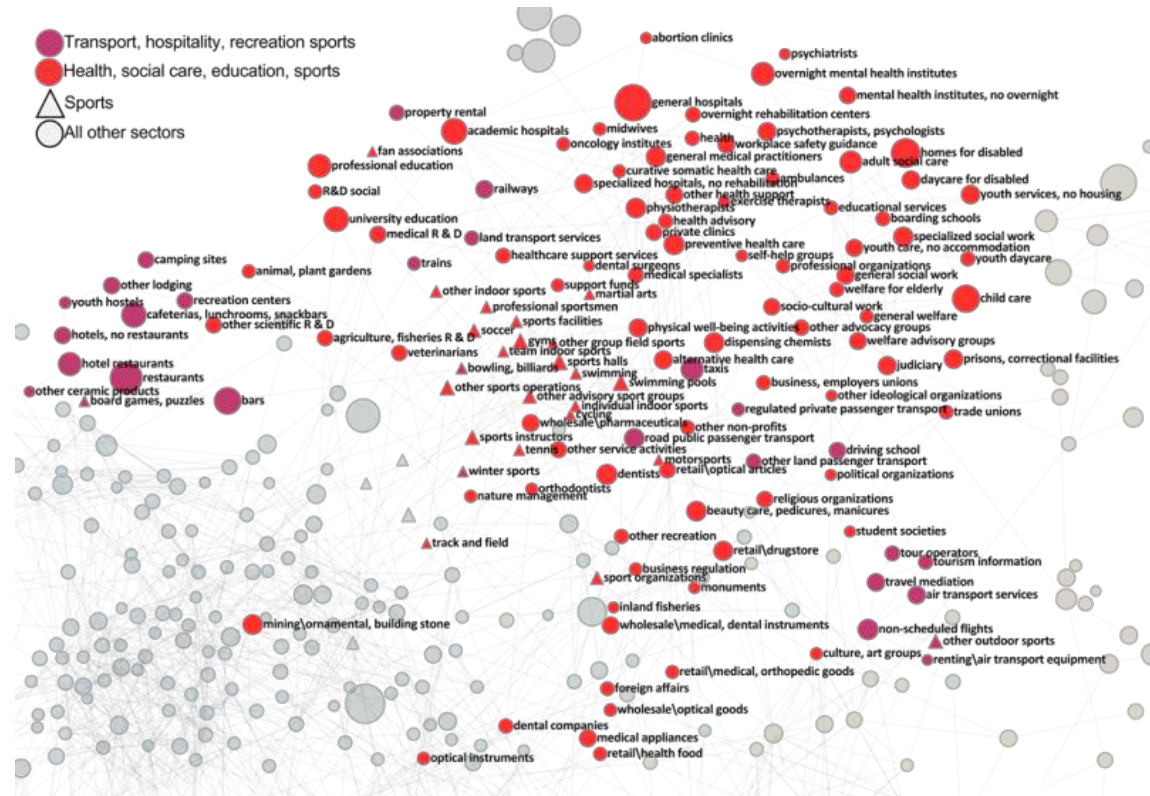 Transport, hospitality, recreation sports
Health, social care, education, sports
Sports
All other sectors
abortion clinics
psychiatrists
overnight mental health institutes
mental health institutes, no overnight
general hospitals
property rental
overnight rehabilitation centers
academic hospitals
midwives
psychotherapists, psychologists
health
oncology institutes
workplace safety guidance
fan associations
general medical practitioners
homes for disabled
adult social care
professional education
curative somatic health care
ambulances
daycare for disabled
specialized hospitals, no rehabilitation
R&D social
railways
other health support
youth services, no housing
exercise therapists
physiotherapists
educational services
university education
health advisory
boarding schools
medical R & D
land transport services
private clinics
specialized social work
preventive health care
youth care, no accommodation
healthcare support services
self-help groups
youth daycare
camping sites
trains
dental surgeons
professional organizations
animal, plant gardens
medical specialists
general social work
other lodging
support funds
other indoor sports
martial arts
welfare for elderly
youth hostels
recreation centers
professional sportsmen
socio-cultural work
child care
cafeterias, lunchrooms, snackbars
general welfare
other scientific R & D
sports facilities
soccer
physical well-being activities
other advocacy groups
hotels, no restaurants
agriculture, fisheries R & D
gyms
other group field sports
dispensing chemists
welfare advisory groups
veterinarians
team indoor sports
hotel restaurants
sports halls
alternative health care
judiciary
prisons, correctional facilities
bowling, billiards
swimming
taxis
restaurants
swimming pools
business, employers unions
other ceramic products
other sports operations
other advisory sport groups
other ideological organizations
board games, puzzles
bars
individual indoor sports
regulated private passenger transport
trade unions
cycling
wholesale\pharmaceuticals
other non-profits
sports instructors
road public passenger transport
tennis
other service activities
driving school
motorsports
other land passenger transport
winter sports
dentists
retail\optical articles
political organizations
orthodontists
nature management
religious organizations
beauty care, pedicures, manicures
student societies
other recreation
track and field
retail\drugstore
tour operators
tourism information
business regulation
sport organizations
travel mediation
monuments
air transport services
inland fisheries
mining\ornamental, building stone
wholesale\medical, dental instruments
non-scheduled flights
other outdoor sports
culture, art groups
renting\air transport equipment
retail\medical, orthopedic goods
foreign affairs
wholesale\optical goods
dental companies
medical appliances
retail\health food
optical instruments